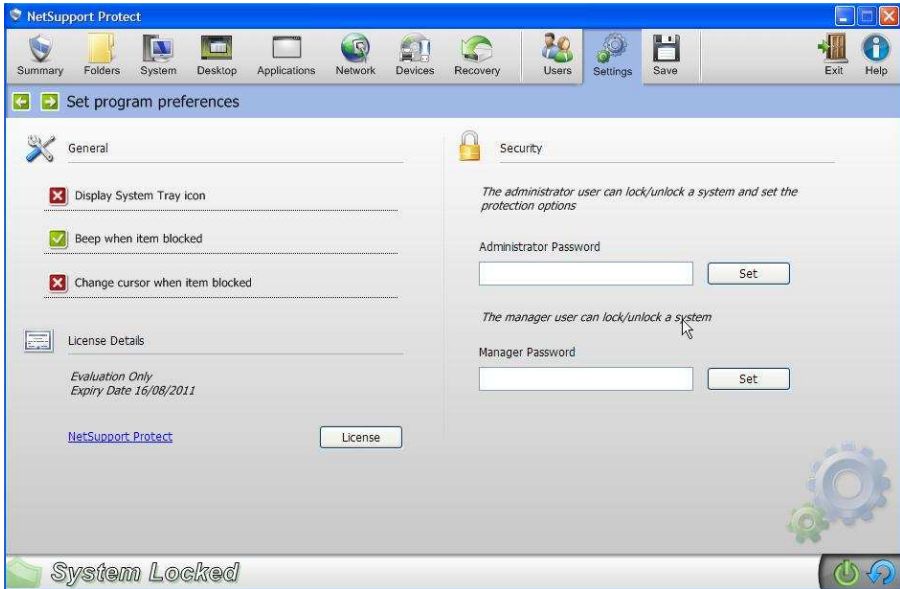 NetSupport Protect
Summary Folders System Desktop Applications Network Devices Recovery Users Settings Save Exit Help
Set program preferences
General
Display System Tray icon
Beep when item blocked
Change cursor when item blocked
License Details
Evaluation Only
Expiry Date 16/08/2011
NetSupport Protect
License
Security
The administrator user can lock/unlock a system and set the
protection options
Administrator Password
Set
The manager user can lock/unlock a system
Manager Password
Set
System Locked